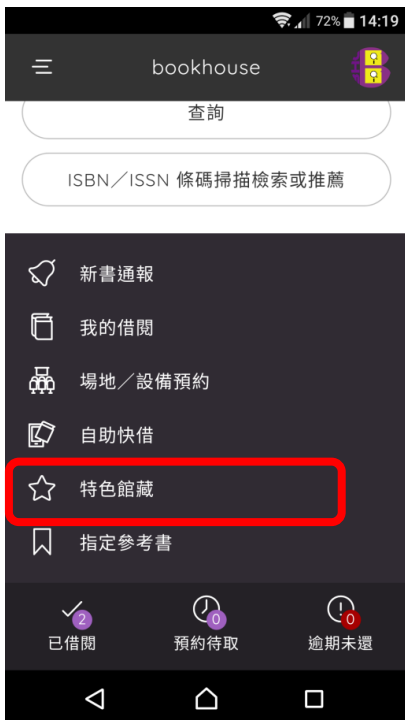 72% 14:19
bookhouse
查詢
ISBN／ISSN 條碼掃描檢索或推薦
新書通報
我的借閱
場地／設備預約
自助快借
特色館藏
指定參考書
2 0 0
已借閱 預約待取 逾期未還